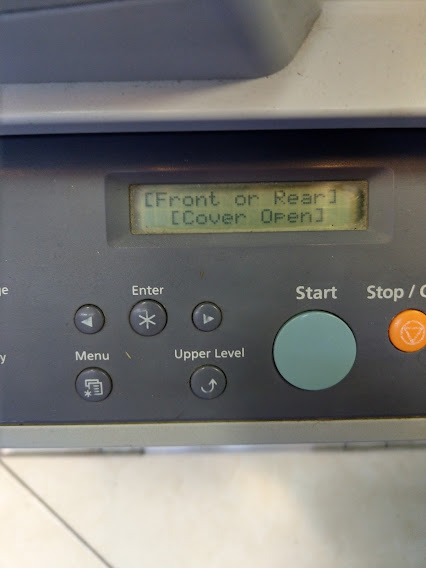 [Front or Rear]
[Cover Open]
Enter
Start
Stop / C
Menu
Upper Level